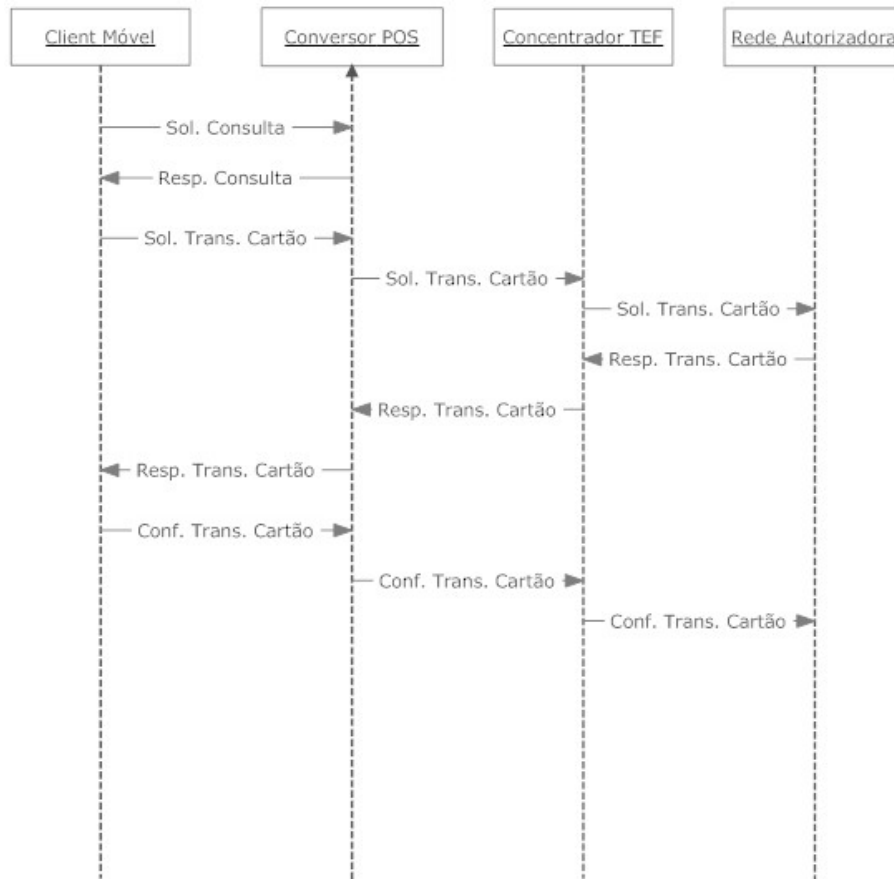 Client Móvel
Conversor POS
Concentrador TEF
Rede Autorizadora
Sol. Consulta
Resp. Consulta
Sol. Trans. Cartão
Sol. Trans. Cartão
Sol. Trans. Cartão
Resp. Trans. Cartão
Resp. Trans. Cartão
Resp. Trans. Cartão
Conf. Trans. Cartão
Conf. Trans. Cartão
Conf. Trans. Cartão